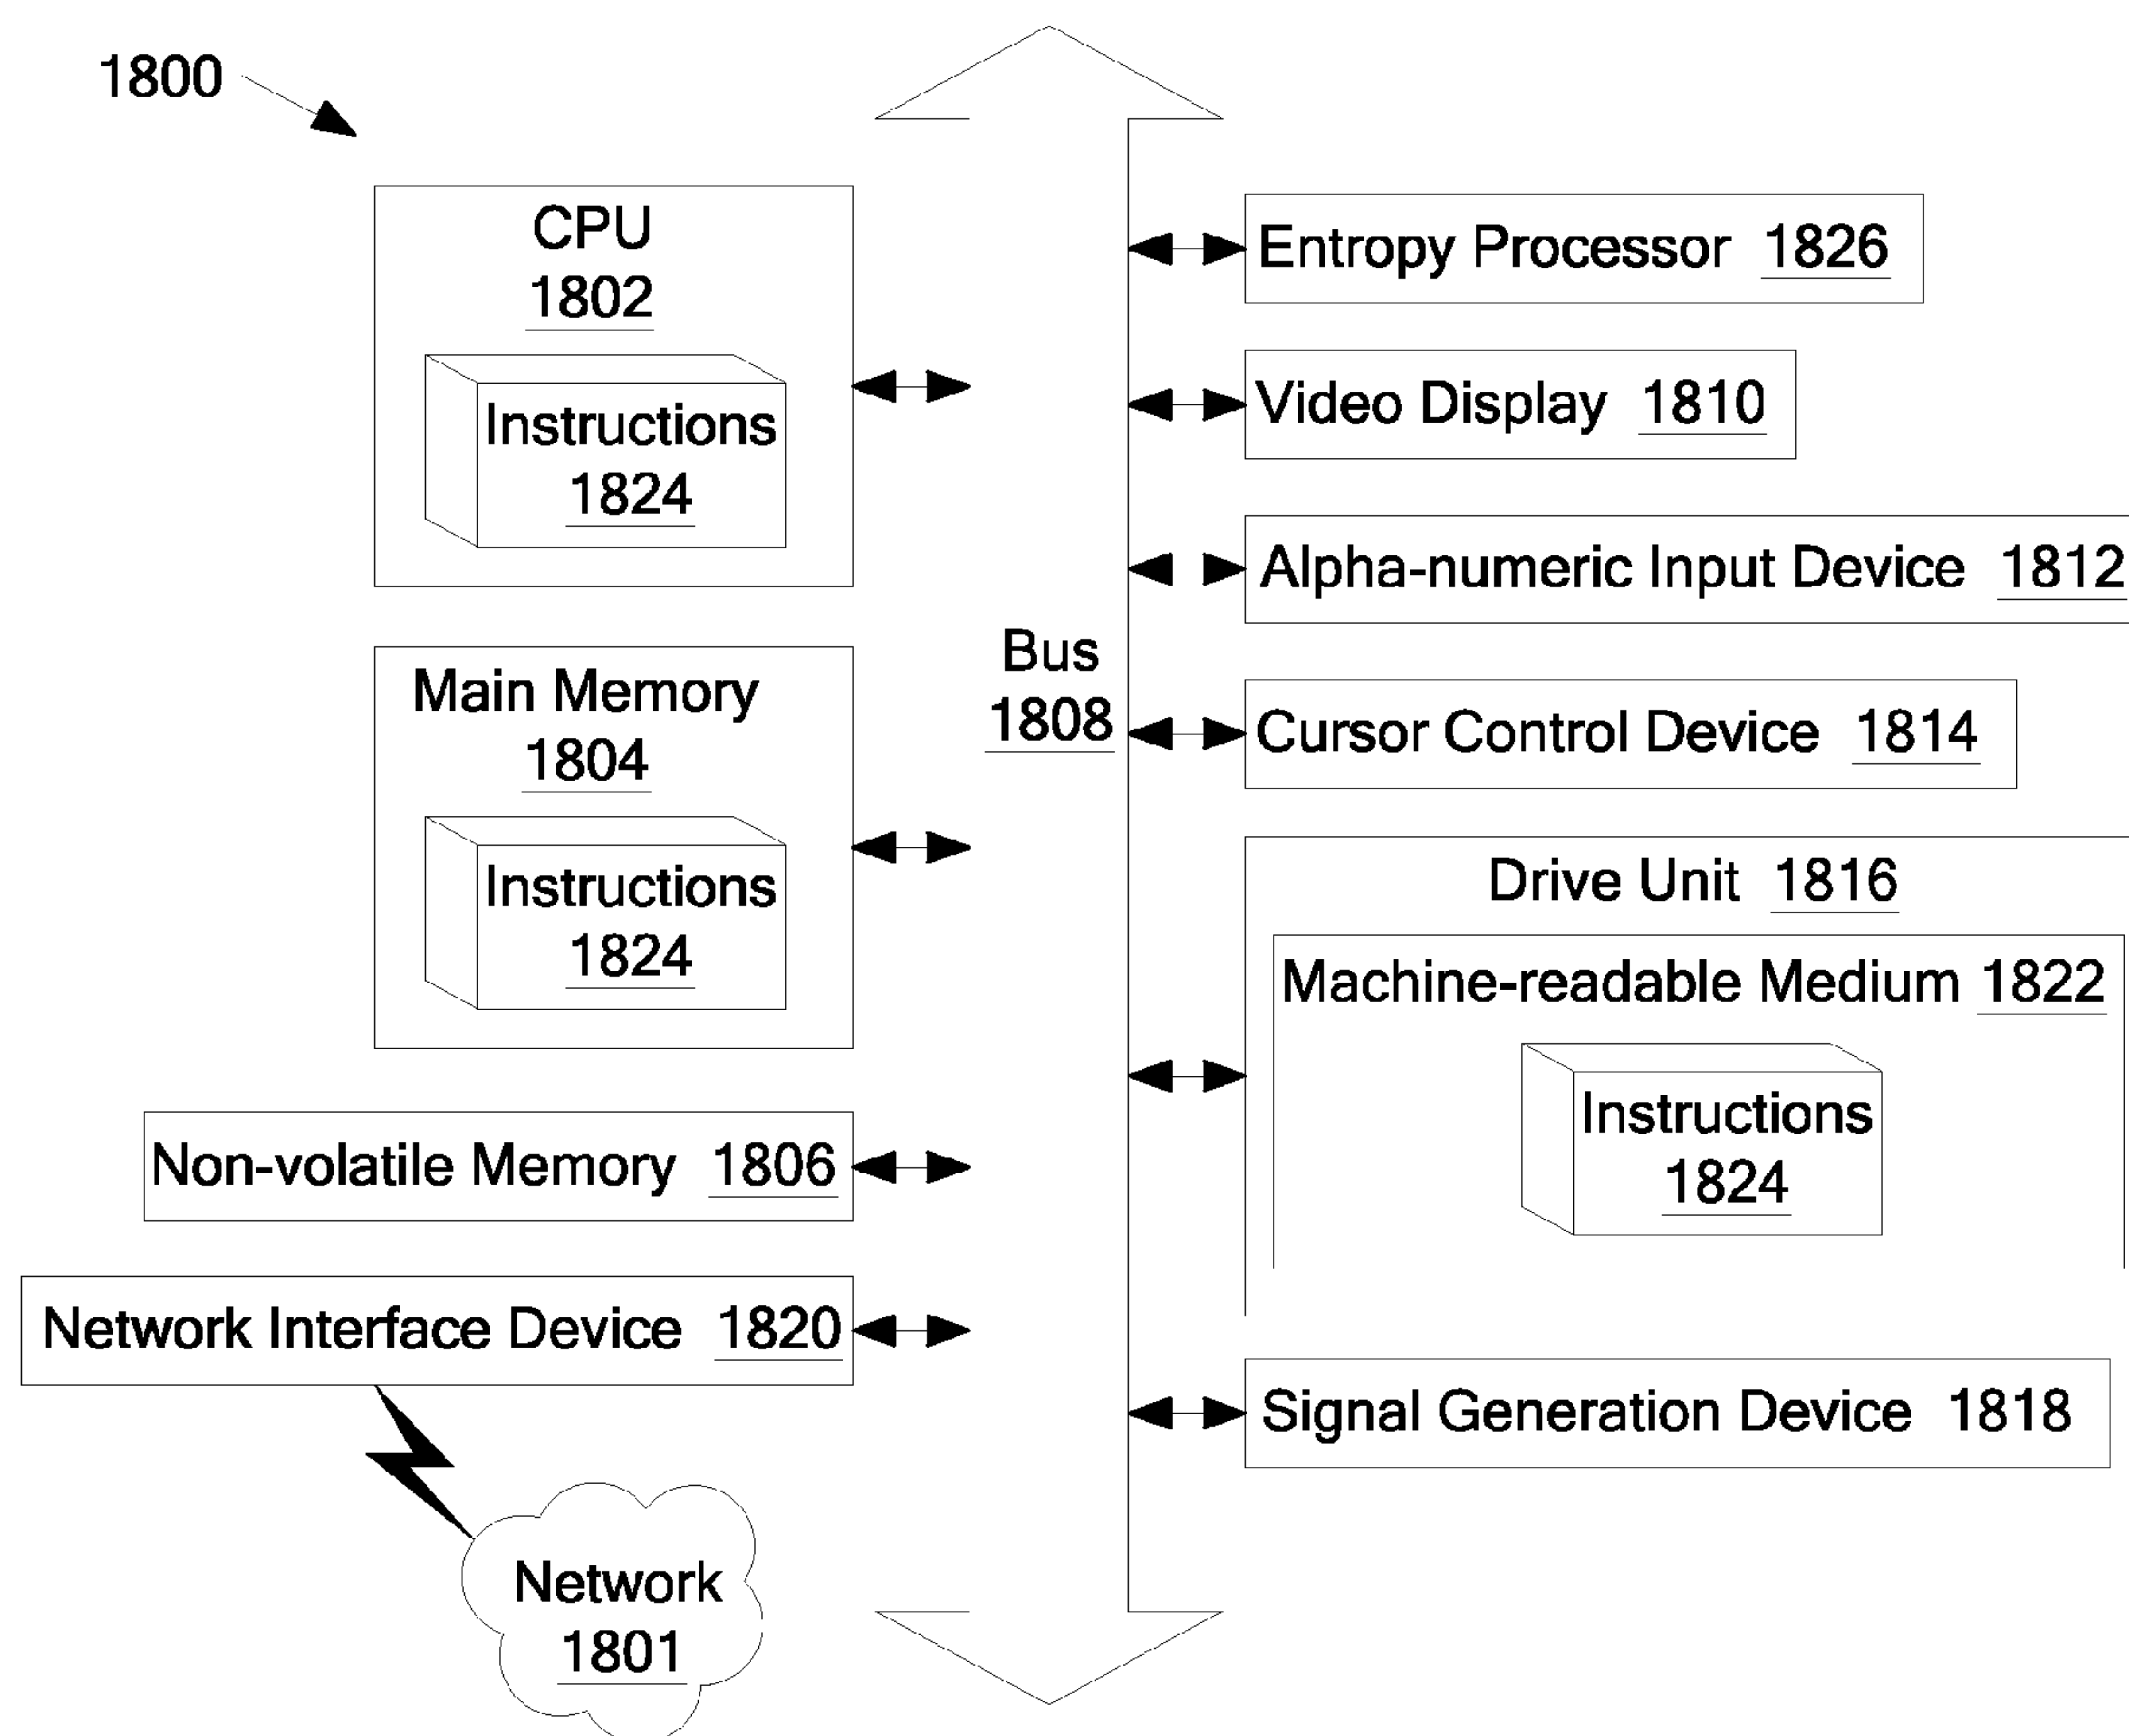 1800
CPU
1802
Instructions
1824
Main Memory
1804
Instructions
1824
Non-volatile Memory 1806
Network Interface Device 1820
Network
1801
Bus
1808
Entropy Processor 1826
Video Display 1810
Alpha-numeric Input Device 1812
Cursor Control Device 1814
Drive Unit 1816
Machine-readable Medium 1822
Instructions
1824
Signal Generation Device 1818